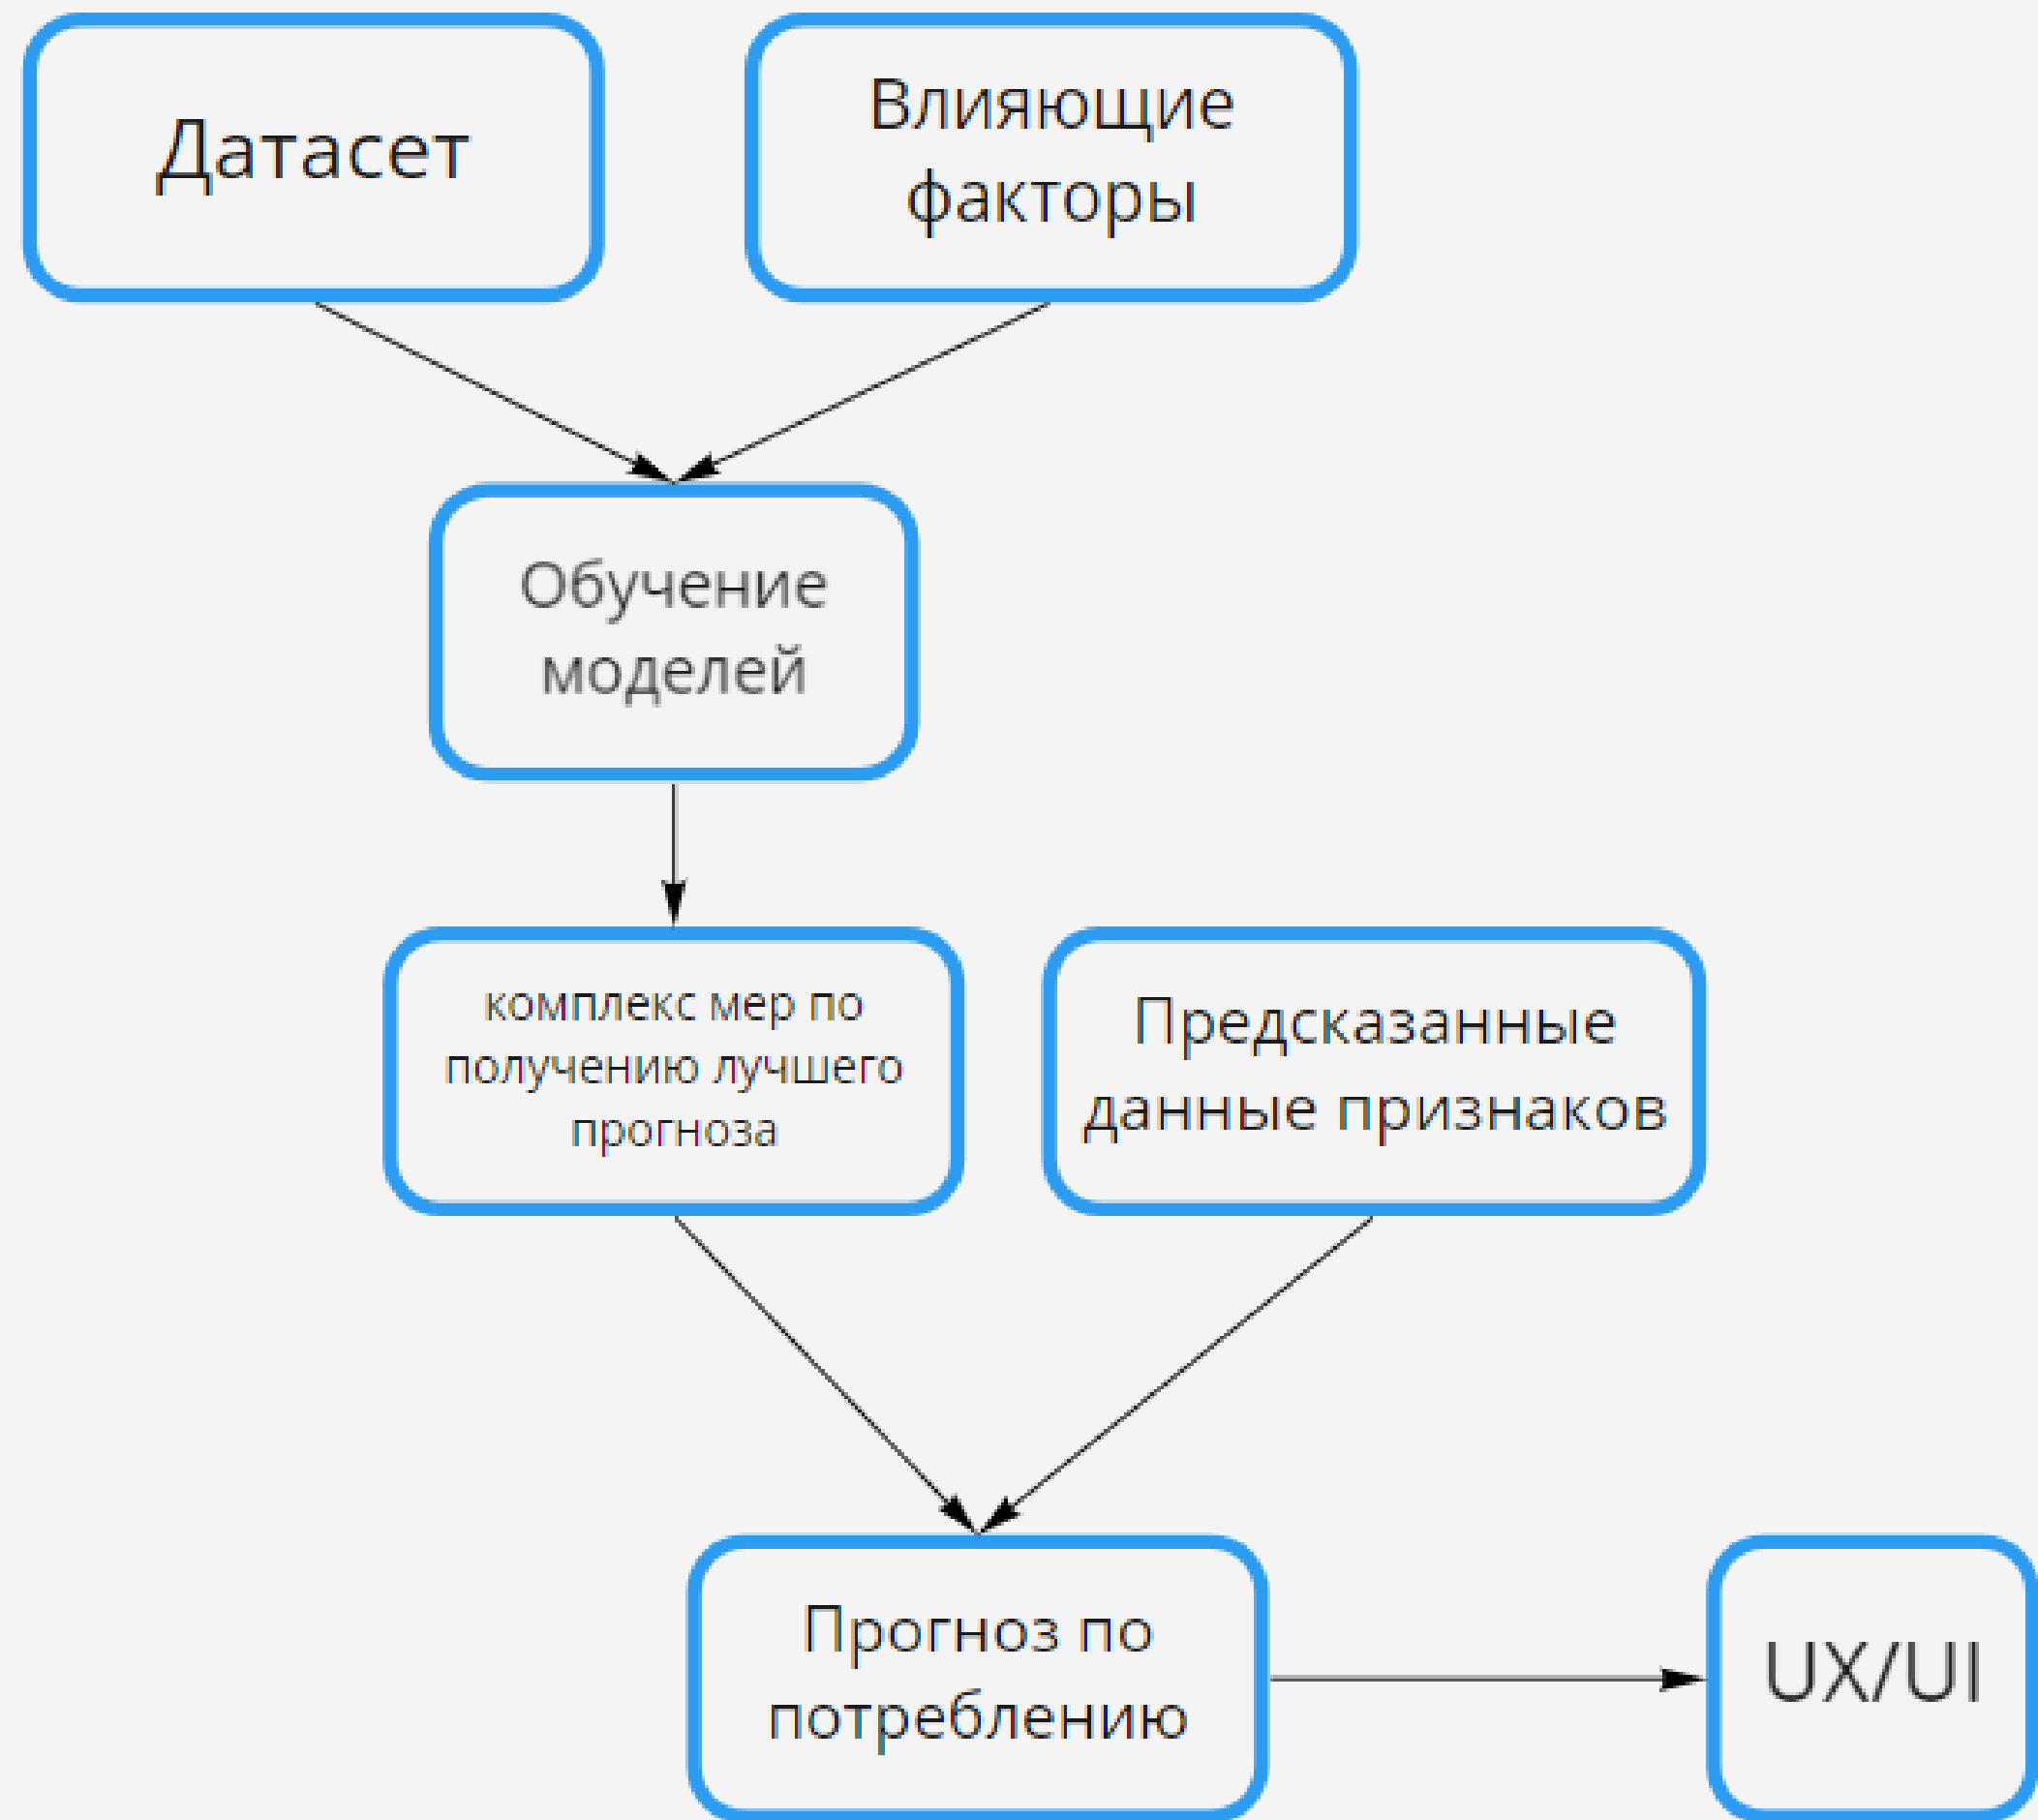 Датасет
Влияющие
факторы
Обучение
моделей
комплекс мер по
получению лучшего
прогноза
Предсказанные
данные признаков
Прогноз по
потреблению
UX/UI